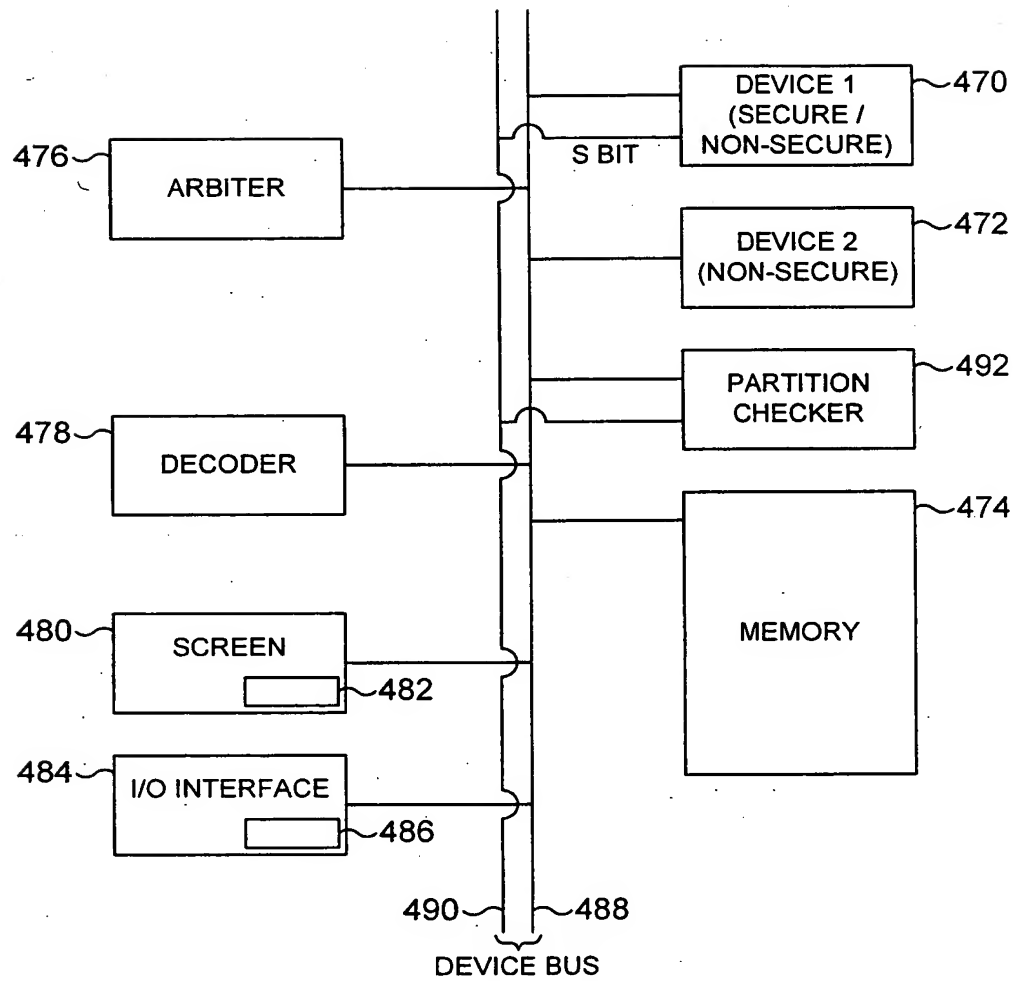 DEVICE 1
(SECURE /
NON-SECURE)
470
S BIT
476
ARBITER
472
DEVICE 2
(NON-SECURE)
492
PARTITION
CHECKER
478
DECODER
474
MEMORY
480
SCREEN
482
484
I/O INTERFACE
486
490
488
DEVICE BUS